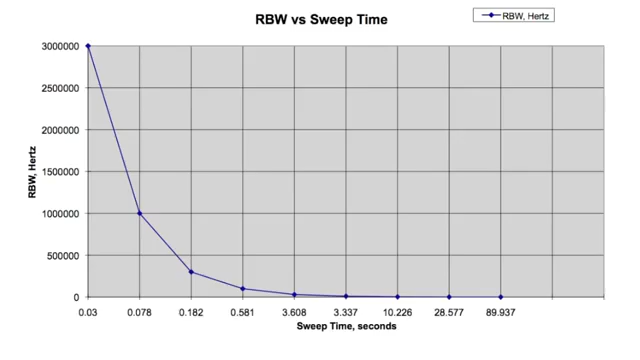 RBW vs Sweep Time
RBW, Hertz
3000000
2500000
2000000
1500000
1000000
500000
0
RBW, Hertz
0.03 0.078 0.182 0.581 3.608 3.337 10.226 28.577 89.937
Sweep Time, seconds